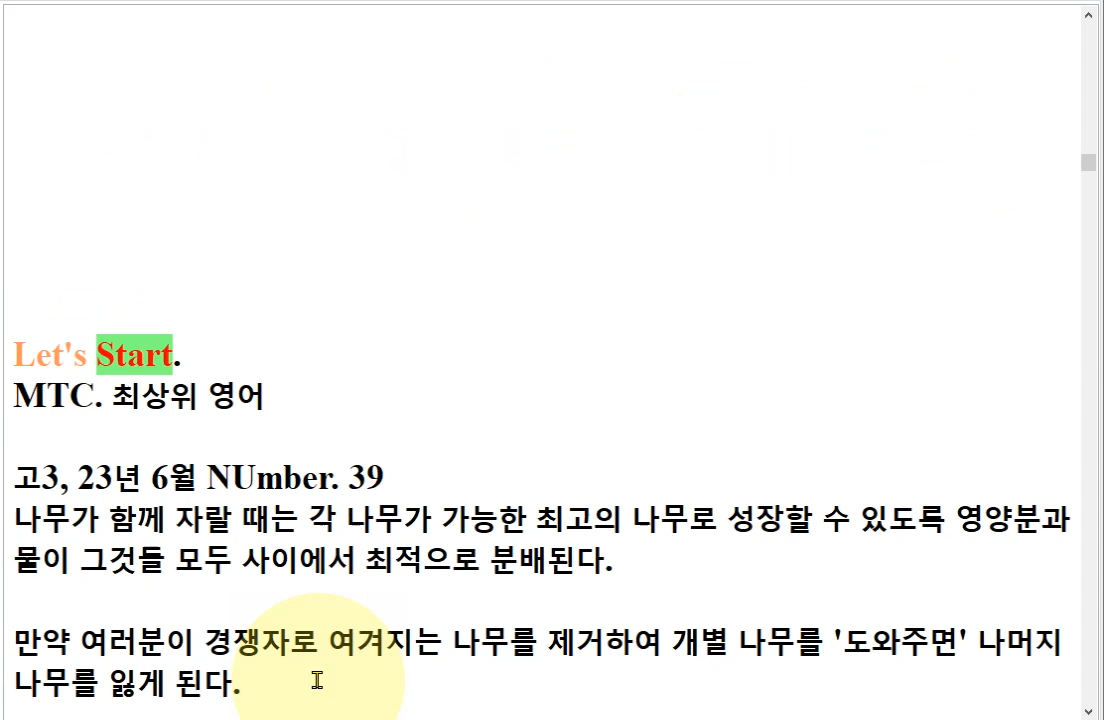 Let's Start.
MTC. 최상위 영어
고3, 23년 6월 NUmber. 39
나무가 함께 자랄 때는 각 나무가 가능한 최고의 나무로 성장할 수 있도록 영양분과
물이 그것들 모두 사이에서 최적으로 분배된다.
만약 여러분이 경쟁자로 여겨지는 나무를 제거하여 개별 나무를 '도와주면' 나머지
나무를 잃게 된다.